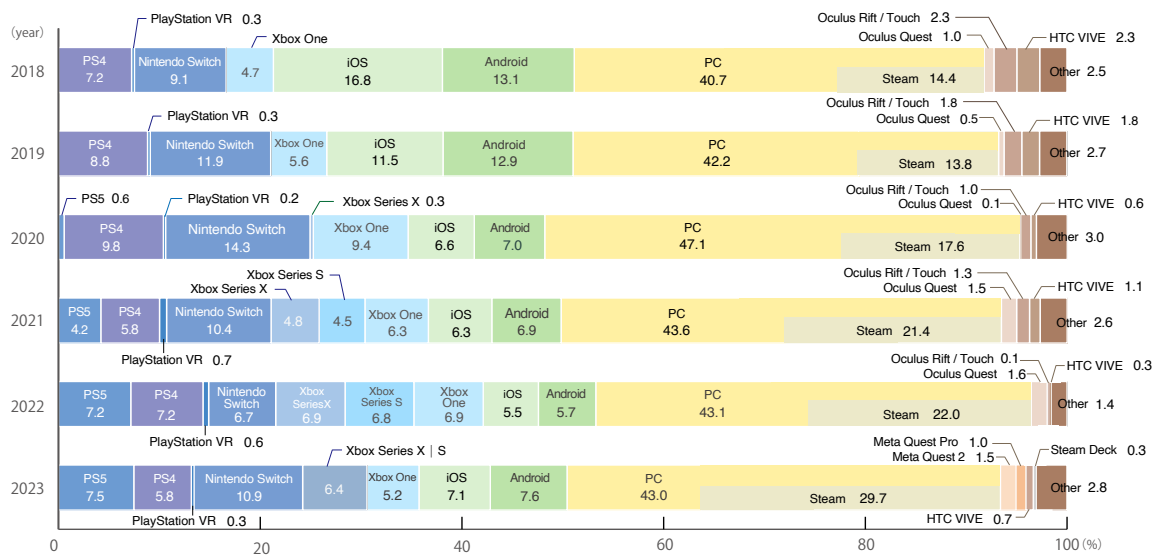 (year)
PlayStation VR 0.3
Xbox One
Oculus Rift / Touch 2.3
Oculus Quest 1.0
HTC VIVE 2.3
2018
PS4 7.2
Nintendo Switch 9.1
4.7
iOS 16.8
Android 13.1
PC 40.7
Steam 14.4
Other 2.5
PlayStation VR 0.3
Oculus Rift / Touch 1.8
Oculus Quest 0.5
HTC VIVE 1.8
2019
PS4 8.8
Nintendo Switch 11.9
Xbox One 5.6
iOS 11.5
Android 12.9
PC 42.2
Steam 13.8
Other 2.7
PS5 0.6
PlayStation VR 0.2
Xbox Series X 0.3
Oculus Rift / Touch 1.0
Oculus Quest 0.1
HTC VIVE 0.6
2020
PS4 9.8
Nintendo Switch 14.3
Xbox One 9.4
iOS 6.6
Android 7.0
PC 47.1
Steam 17.6
Other 3.0
Xbox Series S
Xbox Series X
Oculus Rift / Touch 1.3
Oculus Quest 1.5
HTC VIVE 1.1
2021
PS5 4.2
PS4 5.8
Nintendo Switch 10.4
4.8
4.5
Xbox One 6.3
iOS 6.3
Android 6.9
PC 43.6
Steam 21.4
Other 2.6
PlayStation VR 0.7
Oculus Rift / Touch 0.1
Oculus Quest 1.6
HTC VIVE 0.3
2022
PS5 7.2
PS4 7.2
Nintendo Switch 6.7
Xbox SeriesX 6.9
Xbox Series S 6.8
Xbox One 6.9
iOS 5.5
Android 5.7
PC 43.1
Steam 22.0
Other 1.4
PlayStation VR 0.6
Xbox Series X | S
Meta Quest Pro 1.0
Meta Quest 2 1.5
Steam Deck 0.3
2023
PS5 7.5
PS4 5.8
Nintendo Switch 10.9
6.4
Xbox One 5.2
iOS 7.1
Android 7.6
PC 43.0
Steam 29.7
Other 2.8
PlayStation VR 0.3
HTC VIVE 0.7
0 20 40 60 80 100 (%)